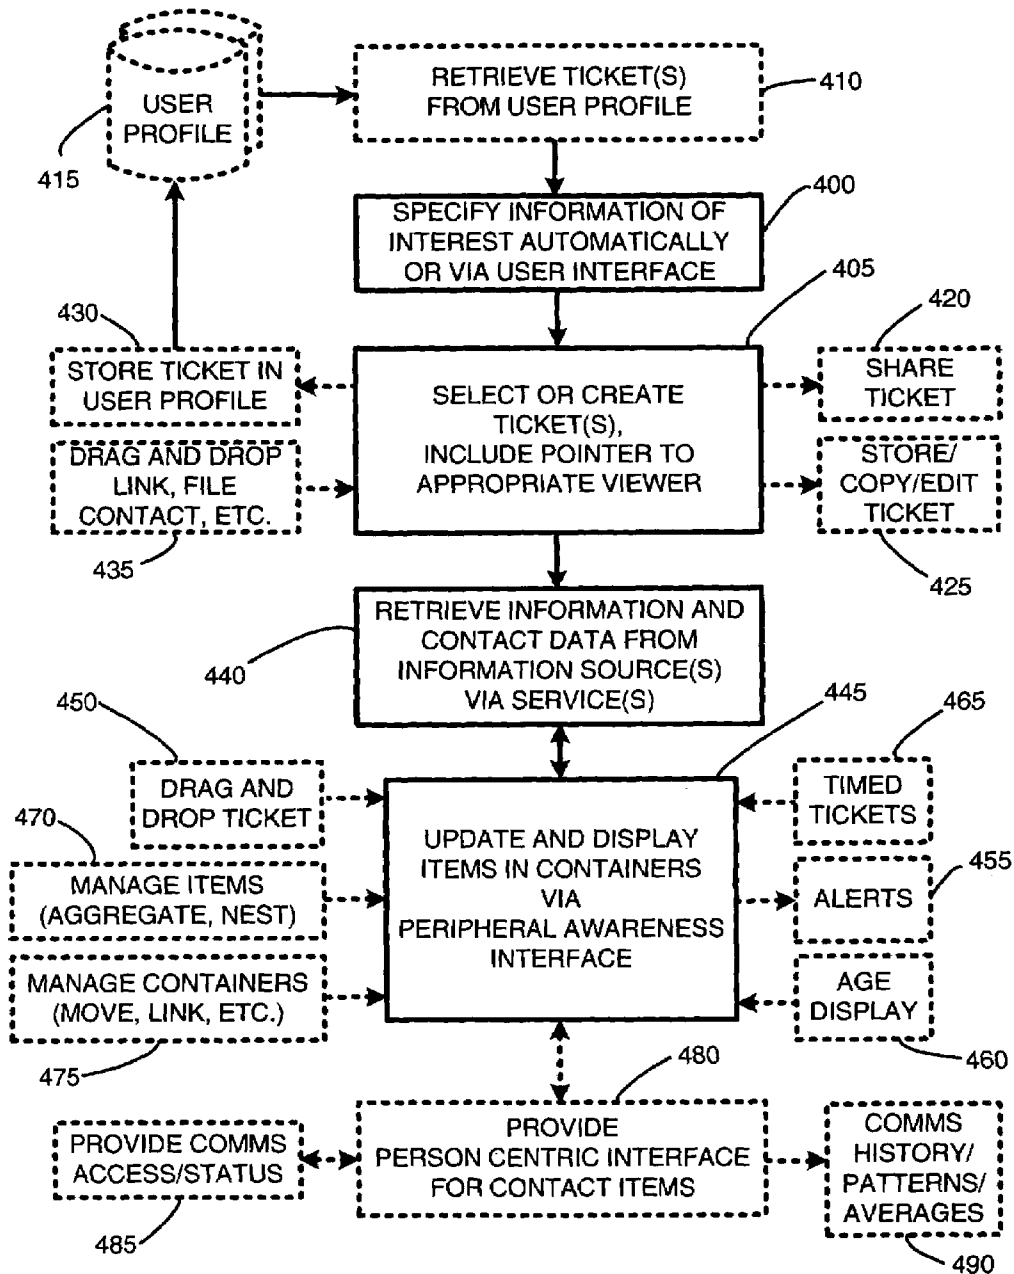 USER
PROFILE
415
RETRIEVE TICKET(S)
FROM USER PROFILE
410
SPECIFY INFORMATION OF
INTEREST AUTOMATICALLY
OR VIA USER INTERFACE
400
405
430
STORE TICKET IN
USER PROFILE
DRAG AND DROP
LINK, FILE
CONTACT, ETC.
435
SELECT OR CREATE
TICKET(S),
INCLUDE POINTER TO
APPROPRIATE VIEWER
420
SHARE
TICKET
STORE/
COPY/EDIT
TICKET
425
RETRIEVE INFORMATION AND
CONTACT DATA FROM
INFORMATION SOURCE(S)
VIA SERVICE(S)
440
450
DRAG AND
DROP TICKET
470
MANAGE ITEMS
(AGGREGATE, NEST)
MANAGE CONTAINERS
(MOVE, LINK, ETC.)
475
445
UPDATE AND DISPLAY
ITEMS IN CONTAINERS
VIA
PERIPHERAL AWARENESS
INTERFACE
465
TIMED
TICKETS
455
ALERTS
AGE
DISPLAY
460
480
PROVIDE
PERSON CENTRIC INTERFACE
FOR CONTACT ITEMS
PROVIDE COMMS
ACCESS/STATUS
485
COMMS
HISTORY/
PATTERNS/
AVERAGES
490